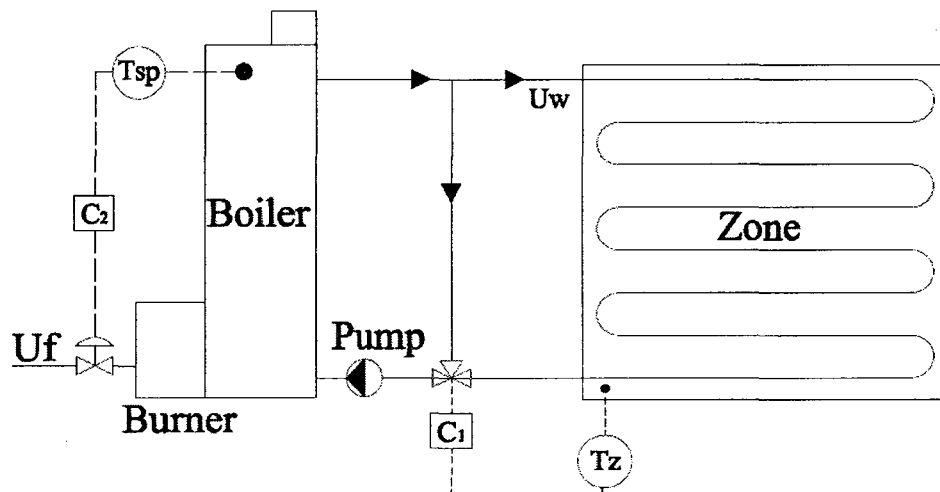 Tsp
Uw
C2
Boiler
Zone
Uf
Pump
Burner
C1
Tz